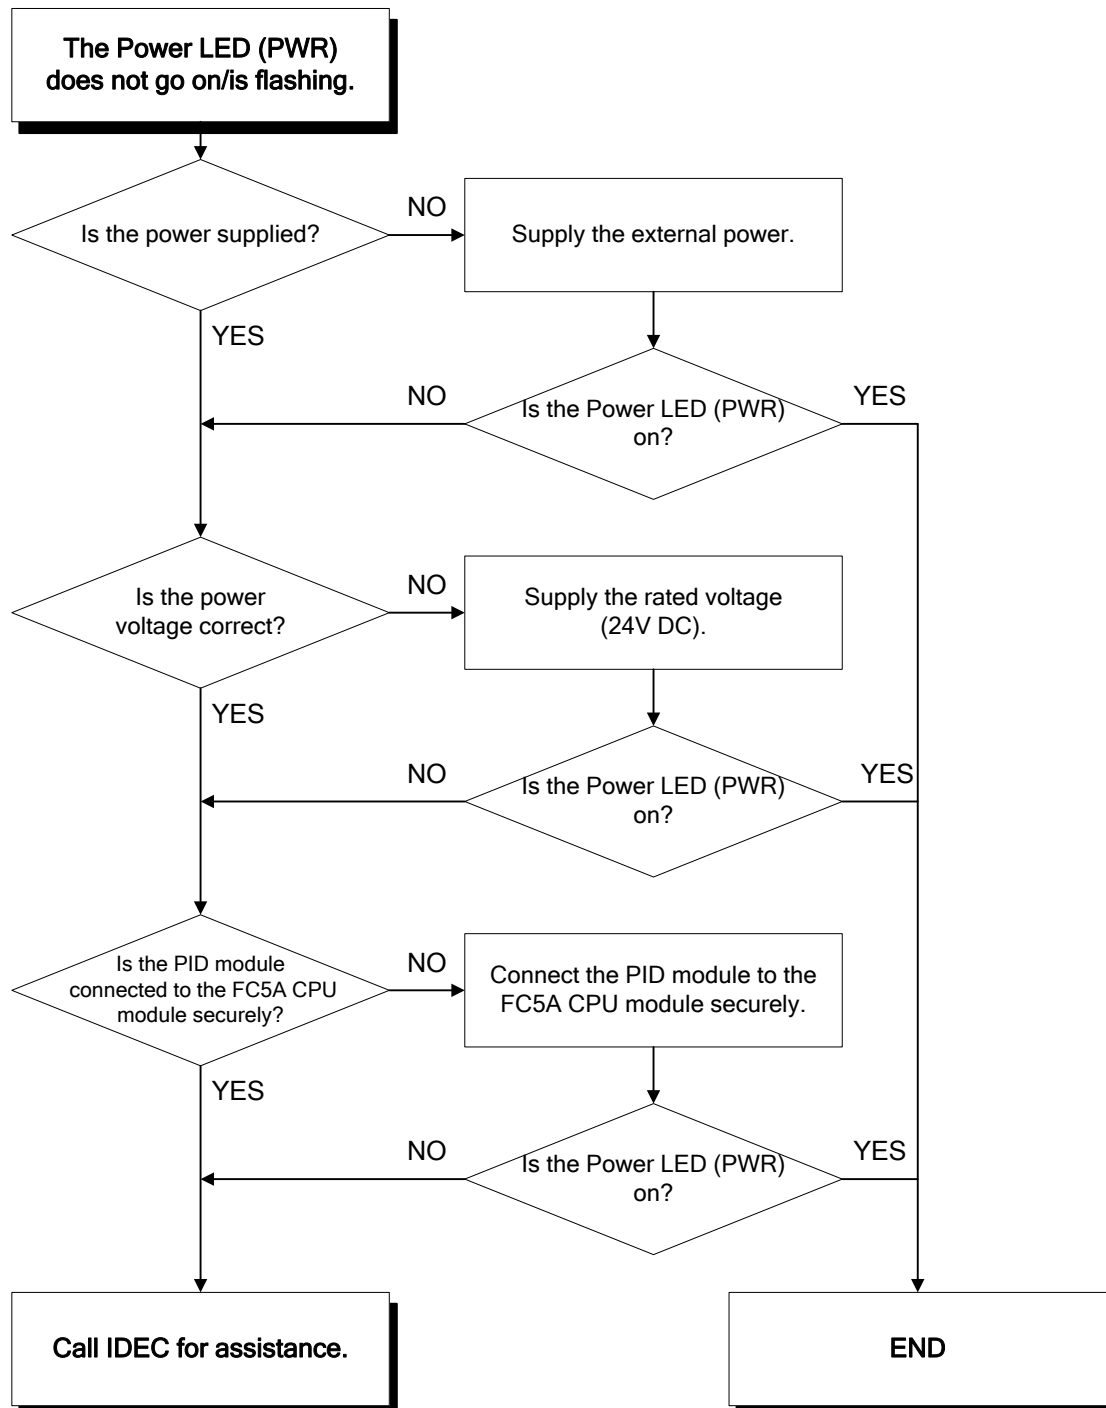 The Power LED (PWR)
does not go on/is flashing.
Is the power supplied?
NO
Supply the external power.
YES
NO
Is the Power LED (PWR)
on?
YES
Is the power
voltage correct?
NO
Supply the rated voltage
(24V DC).
YES
NO
Is the Power LED (PWR)
on?
YES
Is the PID module
connected to the FC5A CPU
module securely?
NO
Connect the PID module to the
FC5A CPU module securely.
YES
NO
Is the Power LED (PWR)
on?
YES
Call IDEC for assistance.
END